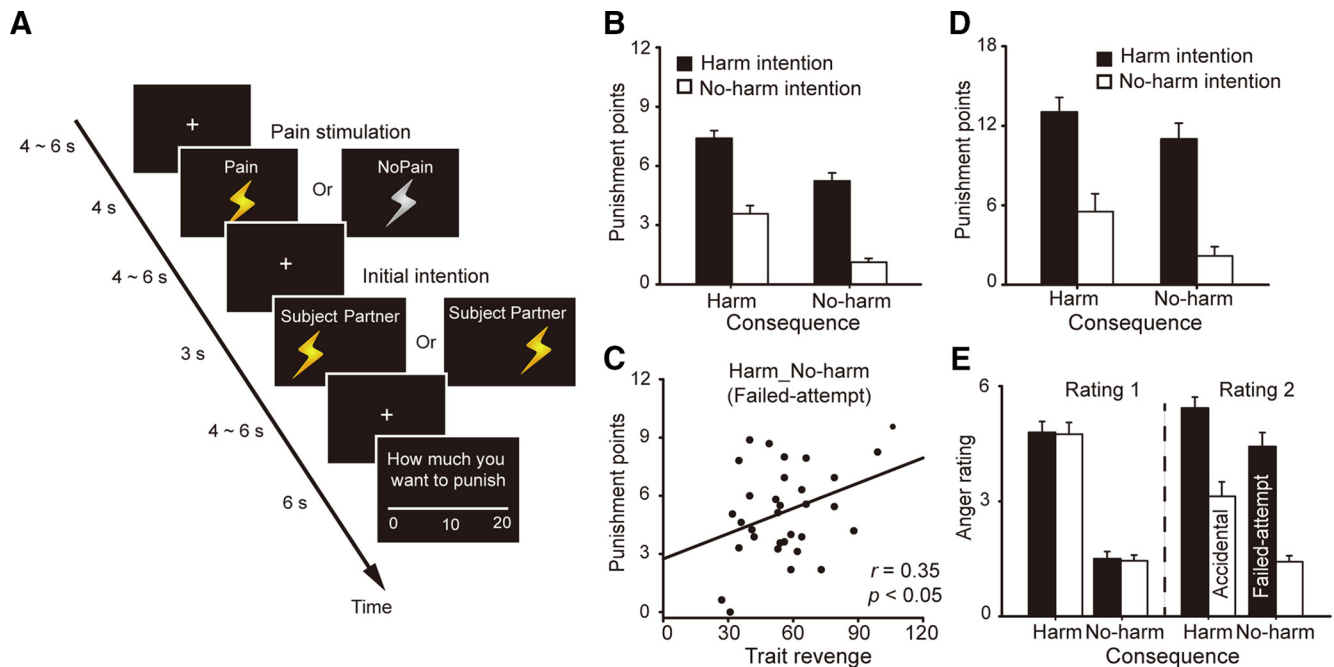 A
4 ~ 6 s
Pain stimulation
Pain
Or
NoPain
4 s
4 ~ 6 s
Initial intention
Subject Partner
Or
Subject Partner
3 s
4 ~ 6 s
How much you
want to punish
0 10 20
6 s
Time
B
Punishment points
12
9
6
3
0
Harm intention
No-harm intention
Harm No-harm
Consequence
C
Harm_No-harm
(Failed-attempt)
Punishment points
12
9
6
3
0
r = 0.35
p < 0.05
0 30 60 90 120
Trait revenge
D
Punishment points
18
12
6
0
Harm intention
No-harm intention
Harm No-harm
Consequence
E
Anger rating
6
3
0
Rating 1 Rating 2
Accidental
Failed-attempt
Harm No-harm Harm No-harm
Consequence